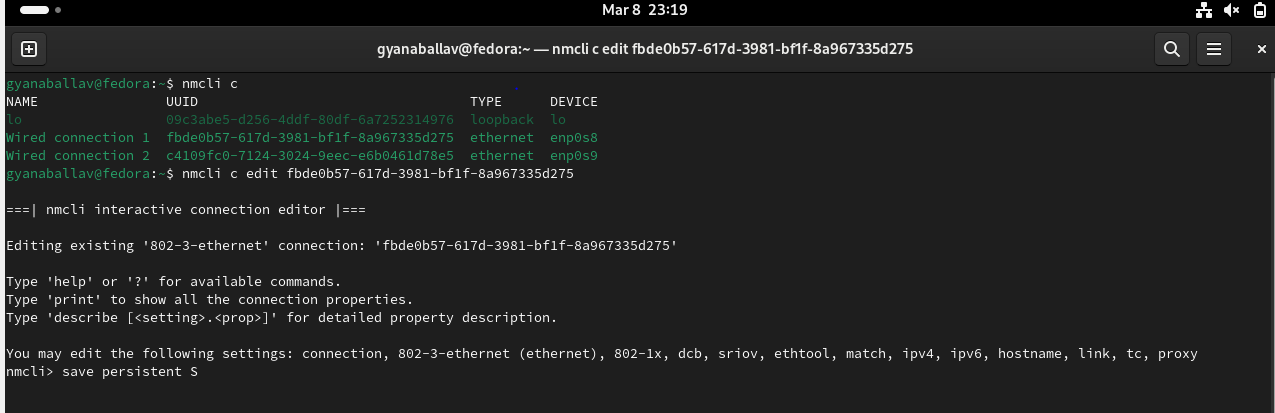 Mar 8 23:19
gyanaballav@fedora:~ — nmcli c edit fbde0b57-617d-3981-bf1f-8a967335d275
gyanaballav@fedora:~$ nmcli c
NAME UUID TYPE DEVICE
lo 09c3abe5-d256-4ddf-80df-6a7252314976 loopback lo
Wired connection 1 fbde0b57-617d-3981-bf1f-8a967335d275 ethernet enp0s8
Wired connection 2 c4109fc0-7124-3024-9eec-e6b0461d78e5 ethernet enp0s9
gyanaballav@fedora:~$ nmcli c edit fbde0b57-617d-3981-bf1f-8a967335d275
===| nmcli interactive connection editor |===
Editing existing '802-3-ethernet' connection: 'fbde0b57-617d-3981-bf1f-8a967335d275'
Type 'help' or '?' for available commands.
Type 'print' to show all the connection properties.
Type 'describe [<setting>.<prop>]' for detailed property description.
You may edit the following settings: connection, 802-3-ethernet (ethernet), 802-1x, dcb, sriov, ethtool, match, ipv4, ipv6, hostname, link, tc, proxy
nmcli> save persistent S